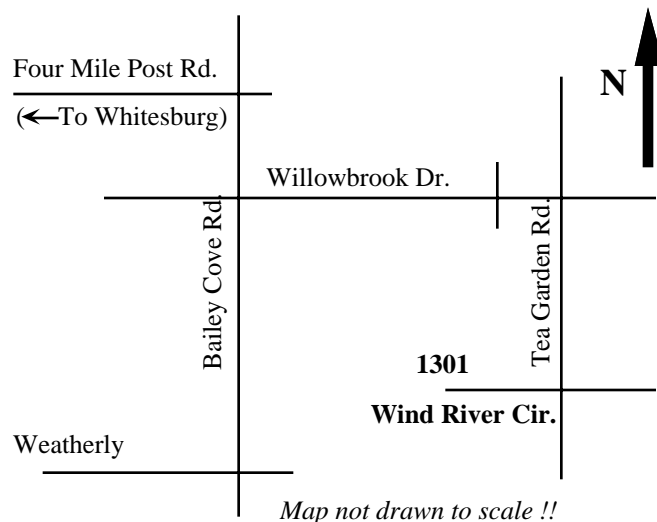 Four Mile Post Rd.
(←To Whitesburg)
N
Willowbrook Dr.
Bailey Cove Rd.
Tea Garden Rd.
1301
Wind River Cir.
Weatherly
Map not drawn to scale !!